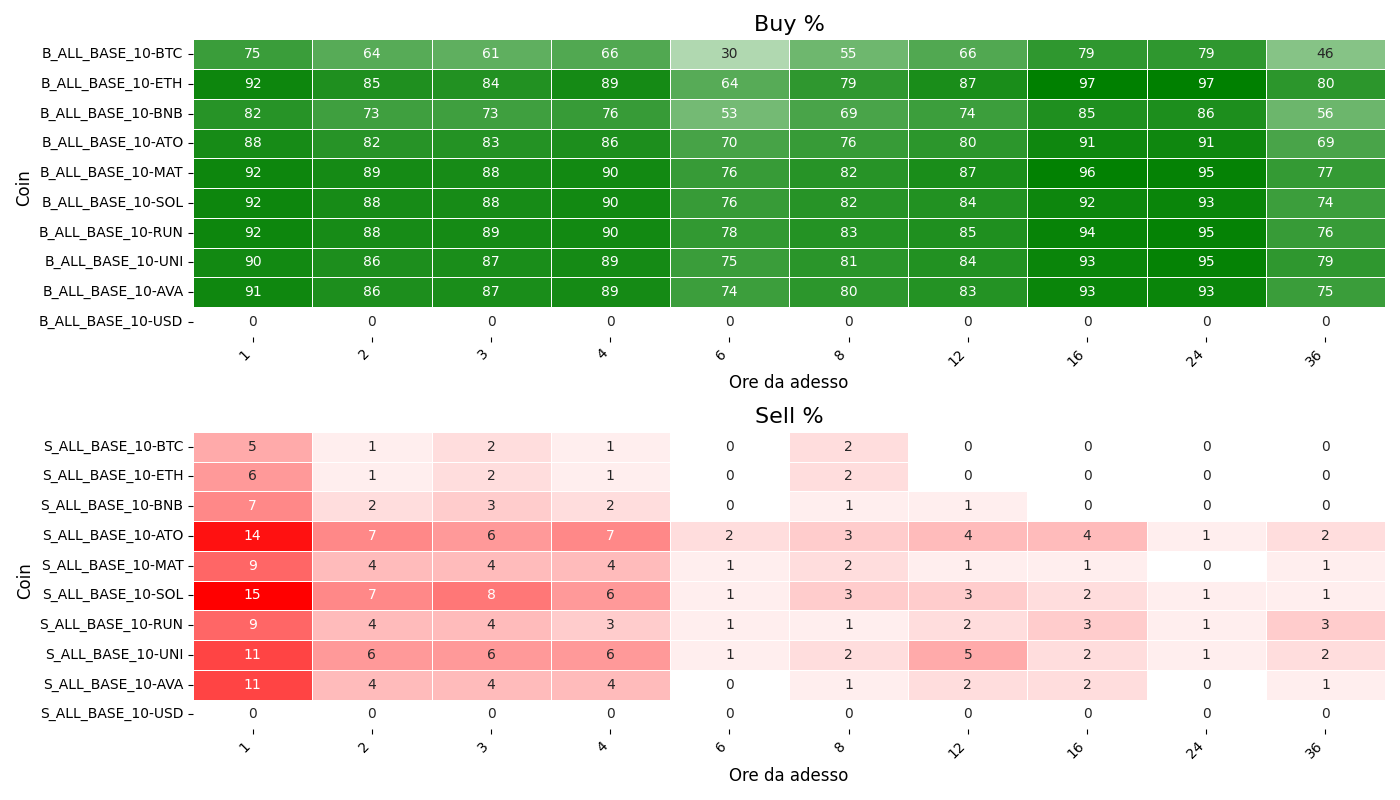 Buy %
Coin
B_ALL_BASE_10-BTC 75 64 61 66 30 55 66 79 79 46
B_ALL_BASE_10-ETH 92 85 84 89 64 79 87 97 97 80
B_ALL_BASE_10-BNB 82 73 73 76 53 69 74 85 86 56
B_ALL_BASE_10-ATO 88 82 83 86 70 76 80 91 91 69
B_ALL_BASE_10-MAT 92 89 88 90 76 82 87 96 95 77
B_ALL_BASE_10-SOL 92 88 88 90 76 82 84 92 93 74
B_ALL_BASE_10-RUN 92 88 89 90 78 83 85 94 95 76
B_ALL_BASE_10-UNI 90 86 87 89 75 81 84 93 95 79
B_ALL_BASE_10-AVA 91 86 87 89 74 80 83 93 93 75
B_ALL_BASE_10-USD 0 0 0 0 0 0 0 0 0 0
1 2 3 4 6 8 12 16 24 36
Ore da adesso
Sell %
Coin
S_ALL_BASE_10-BTC 5 1 2 1 0 2 0 0 0 0
S_ALL_BASE_10-ETH 6 1 2 1 0 2 0 0 0 0
S_ALL_BASE_10-BNB 7 2 3 2 0 1 1 0 0 0
S_ALL_BASE_10-ATO 14 7 6 7 2 3 4 4 1 2
S_ALL_BASE_10-MAT 9 4 4 4 1 2 1 1 0 1
S_ALL_BASE_10-SOL 15 7 8 6 1 3 3 2 1 1
S_ALL_BASE_10-RUN 9 4 4 3 1 1 2 3 1 3
S_ALL_BASE_10-UNI 11 6 6 6 1 2 5 2 1 2
S_ALL_BASE_10-AVA 11 4 4 4 0 1 2 2 0 1
S_ALL_BASE_10-USD 0 0 0 0 0 0 0 0 0 0
1 2 3 4 6 8 12 16 24 36
Ore da adesso